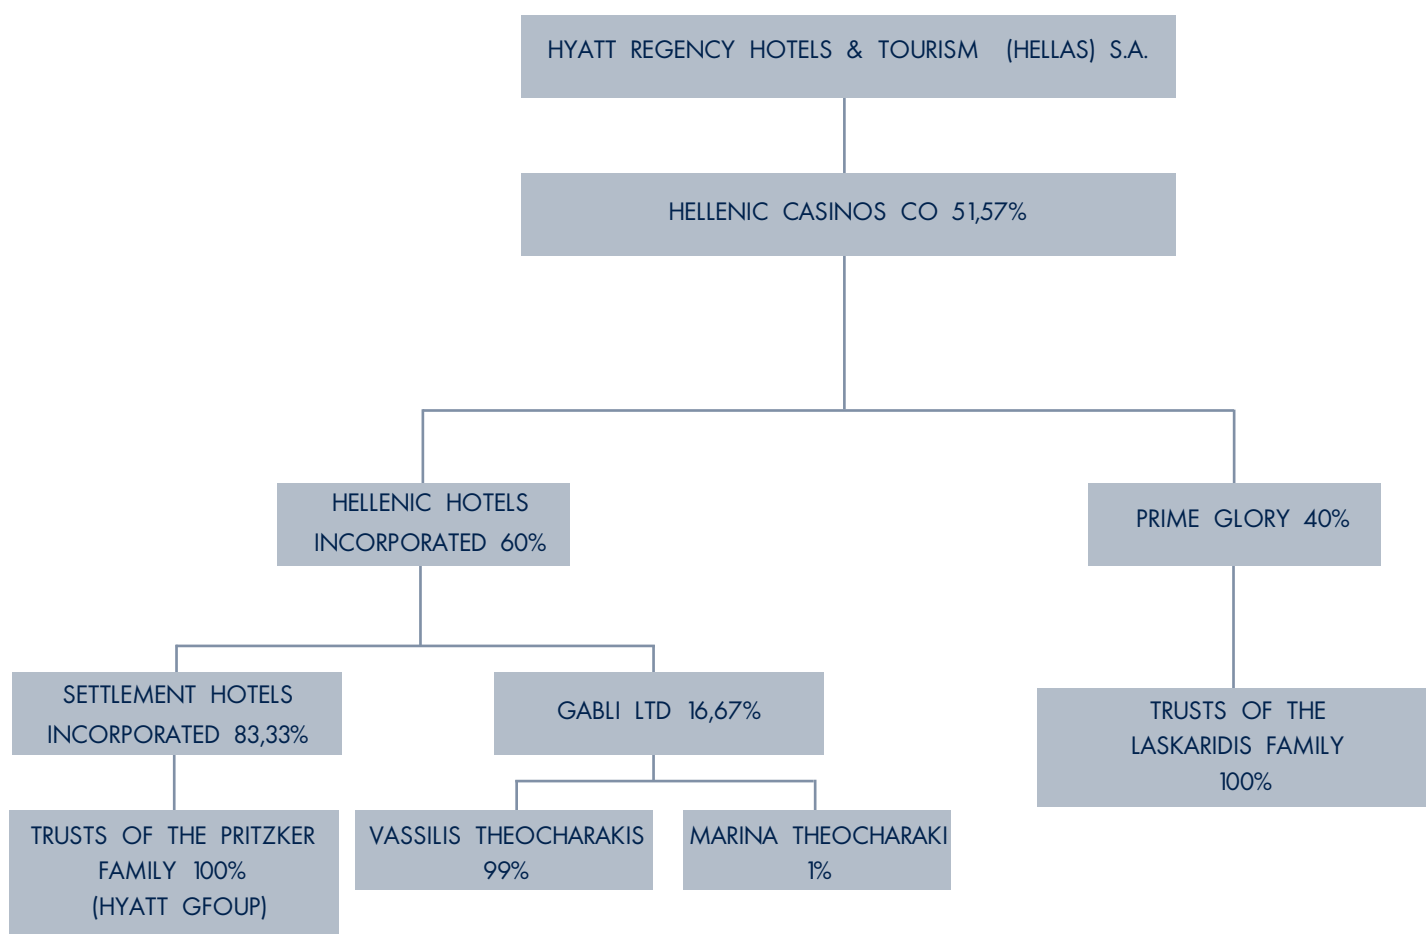 HYATT REGENCY HOTELS & TOURISM (HELLAS) S.A.
HELLENIC CASINOS CO 51,57%
HELLENIC HOTELS
INCORPORATED 60%
PRIME GLORY 40%
SETTLEMENT HOTELS
INCORPORATED 83,33%
GABLI LTD 16,67%
TRUSTS OF THE
LASKARIDIS FAMILY
100%
TRUSTS OF THE PRITZKER
FAMILY 100%
(HYATT GFOUP)
VASSILIS THEOCHARAKIS
99%
MARINA THEOCHARAKI
1%